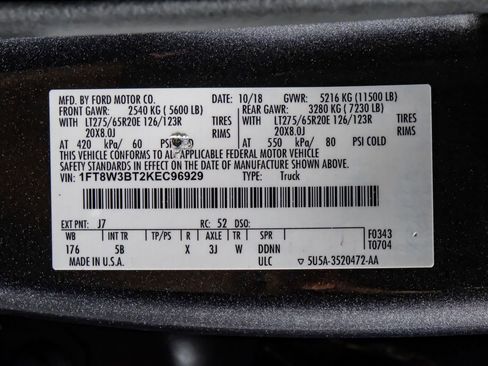 MFD. BY FORD MOTOR CO. 10/18 GVWR: 5216 KG (11500 LB)
FRONT GAWR: 2540 KG (5600 LB) REAR GAWR: 3280 KG (7230 LB)
WITH LT275/65R20E 126/123R TIRES WITH LT275/65R20E 126/123R TIRES
20X8.0J RIMS 20X8.0J RIMS
AT 420 kPa/ 60 PSI AT 550 kPa/ 80 PSI COLD
THIS VEHICLE CONFORMS TO ALL APPLICABLE FEDERAL MOTOR VEHICLE
SAFETY STANDARDS IN EFFECT ON THE DATE OF MANUFACTURE SHOWN ABOVE.
VIN: 1FT8W3BT2KEC96929 TYPE: Truck
EXT PNT: J7 RC: 52 DSO:
WB INT TR TP/PS R AXLE TR SPR F0343
176 5B X 3J W DDNN T0704
MADE IN U.S.A. ULC ▽ 5U5A-3520472-AA